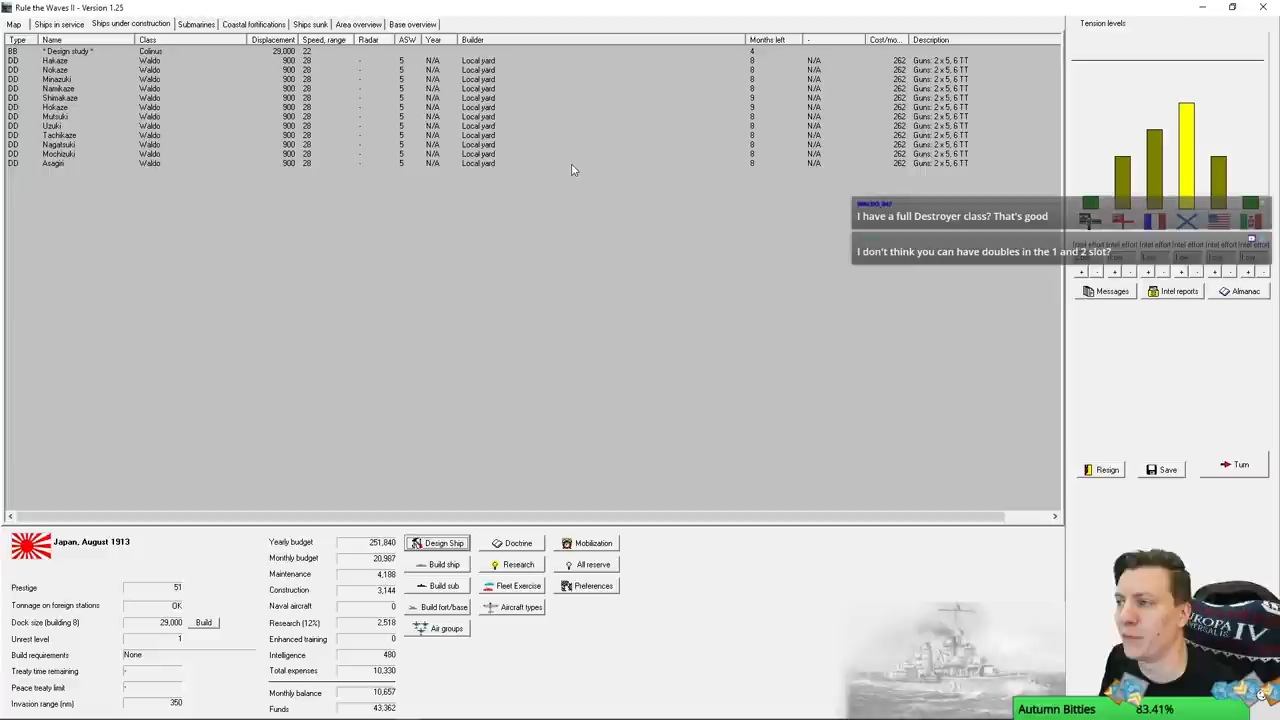 Rule the Waves II - Version 1.25
Map Ships in service Ships under construction Submarines Coastal fortifications Ships sunk Area overview Base overview
Type Name Class Displacement Speed, range Radar ASW Year Builder Months left - Cost/mo... Description
BB * Design study * Colinus 29,000 22 4
DD Hakaze Waldo 900 28 - 5 N/A Local yard 8 N/A 262 Guns: 2 x 5, 6 TT
DD Nokaze Waldo 900 28 - 5 N/A Local yard 8 N/A 262 Guns: 2 x 5, 6 TT
DD Minazuki Waldo 900 28 - 5 N/A Local yard 8 N/A 262 Guns: 2 x 5, 6 TT
DD Namikaze Waldo 900 28 - 5 N/A Local yard 8 N/A 262 Guns: 2 x 5, 6 TT
DD Shimakaze Waldo 900 28 - 5 N/A Local yard 9 N/A 262 Guns: 2 x 5, 6 TT
DD Hokaze Waldo 900 28 - 5 N/A Local yard 9 N/A 262 Guns: 2 x 5, 6 TT
DD Mutsuki Waldo 900 28 - 5 N/A Local yard 8 N/A 262 Guns: 2 x 5, 6 TT
DD Uzuki Waldo 900 28 - 5 N/A Local yard 8 N/A 262 Guns: 2 x 5, 6 TT
DD Tachikaze Waldo 900 28 - 5 N/A Local yard 8 N/A 262 Guns: 2 x 5, 6 TT
DD Nagatsuki Waldo 900 28 - 5 N/A Local yard 8 N/A 262 Guns: 2 x 5, 6 TT
DD Mochizuki Waldo 900 28 - 5 N/A Local yard 8 N/A 262 Guns: 2 x 5, 6 TT
DD Asagiri Waldo 900 28 - 5 N/A Local yard 8 N/A 262 Guns: 2 x 5, 6 TT
Tension levels
I have a full Destroyer class? That's good
I don't think you can have doubles in the 1 and 2 slot?
+ - + - + - + - + - + -
Messages Intel reports Almanac
Resign Save Turn
Japan, August 1913
Prestige 51
Tonnage on foreign stations OK
Dock size (building 8) 29,000 Build
Unrest level 1
Build requirements None
Treaty time remaining -
Peace treaty limit -
Invasion range (nm) 350
Yearly budget 251,840
Monthly budget 20,987
Maintenance 4,188
Construction 3,144
Naval aircraft 0
Research (12%) 2,518
Enhanced training 0
Intelligence 480
Total expenses 10,330
Monthly balance 10,657
Funds 43,362
Design Ship Doctrine Mobilization
Build ship Research All reserve
Build sub Fleet Exercise Preferences
Build fort/base Aircraft types
Air groups
EUROPA IV
Autumn Bitties 83.41%